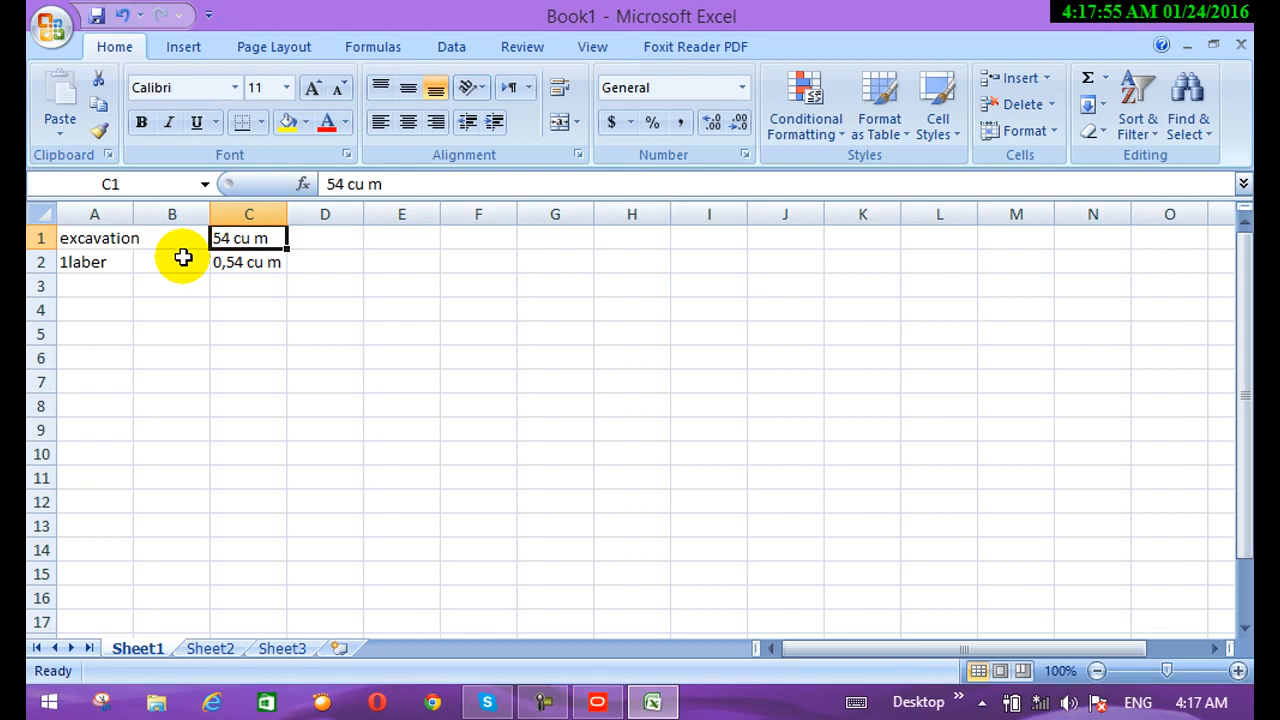 Book1 - Microsoft Excel
4:17:55 AM 01/24/2016
Home Insert Page Layout Formulas Data Review View Foxit Reader PDF
Paste
Clipboard
Calibri 11
B I U A
Font
Alignment
General
$ % ,
Number
Conditional Formatting
Format as Table
Cell Styles
Styles
Insert
Delete
Format
Cells
Σ
Sort & Filter
Find & Select
Editing
C1 fx 54 cu m
A B C D E F G H I J K L M N O
1 excavation 54 cu m
2 1laber 0,54 cu m
3
4
5
6
7
8
9
10
11
12
13
14
15
16
17
Sheet1 Sheet2 Sheet3
Ready 100%
Desktop ENG 4:17 AM